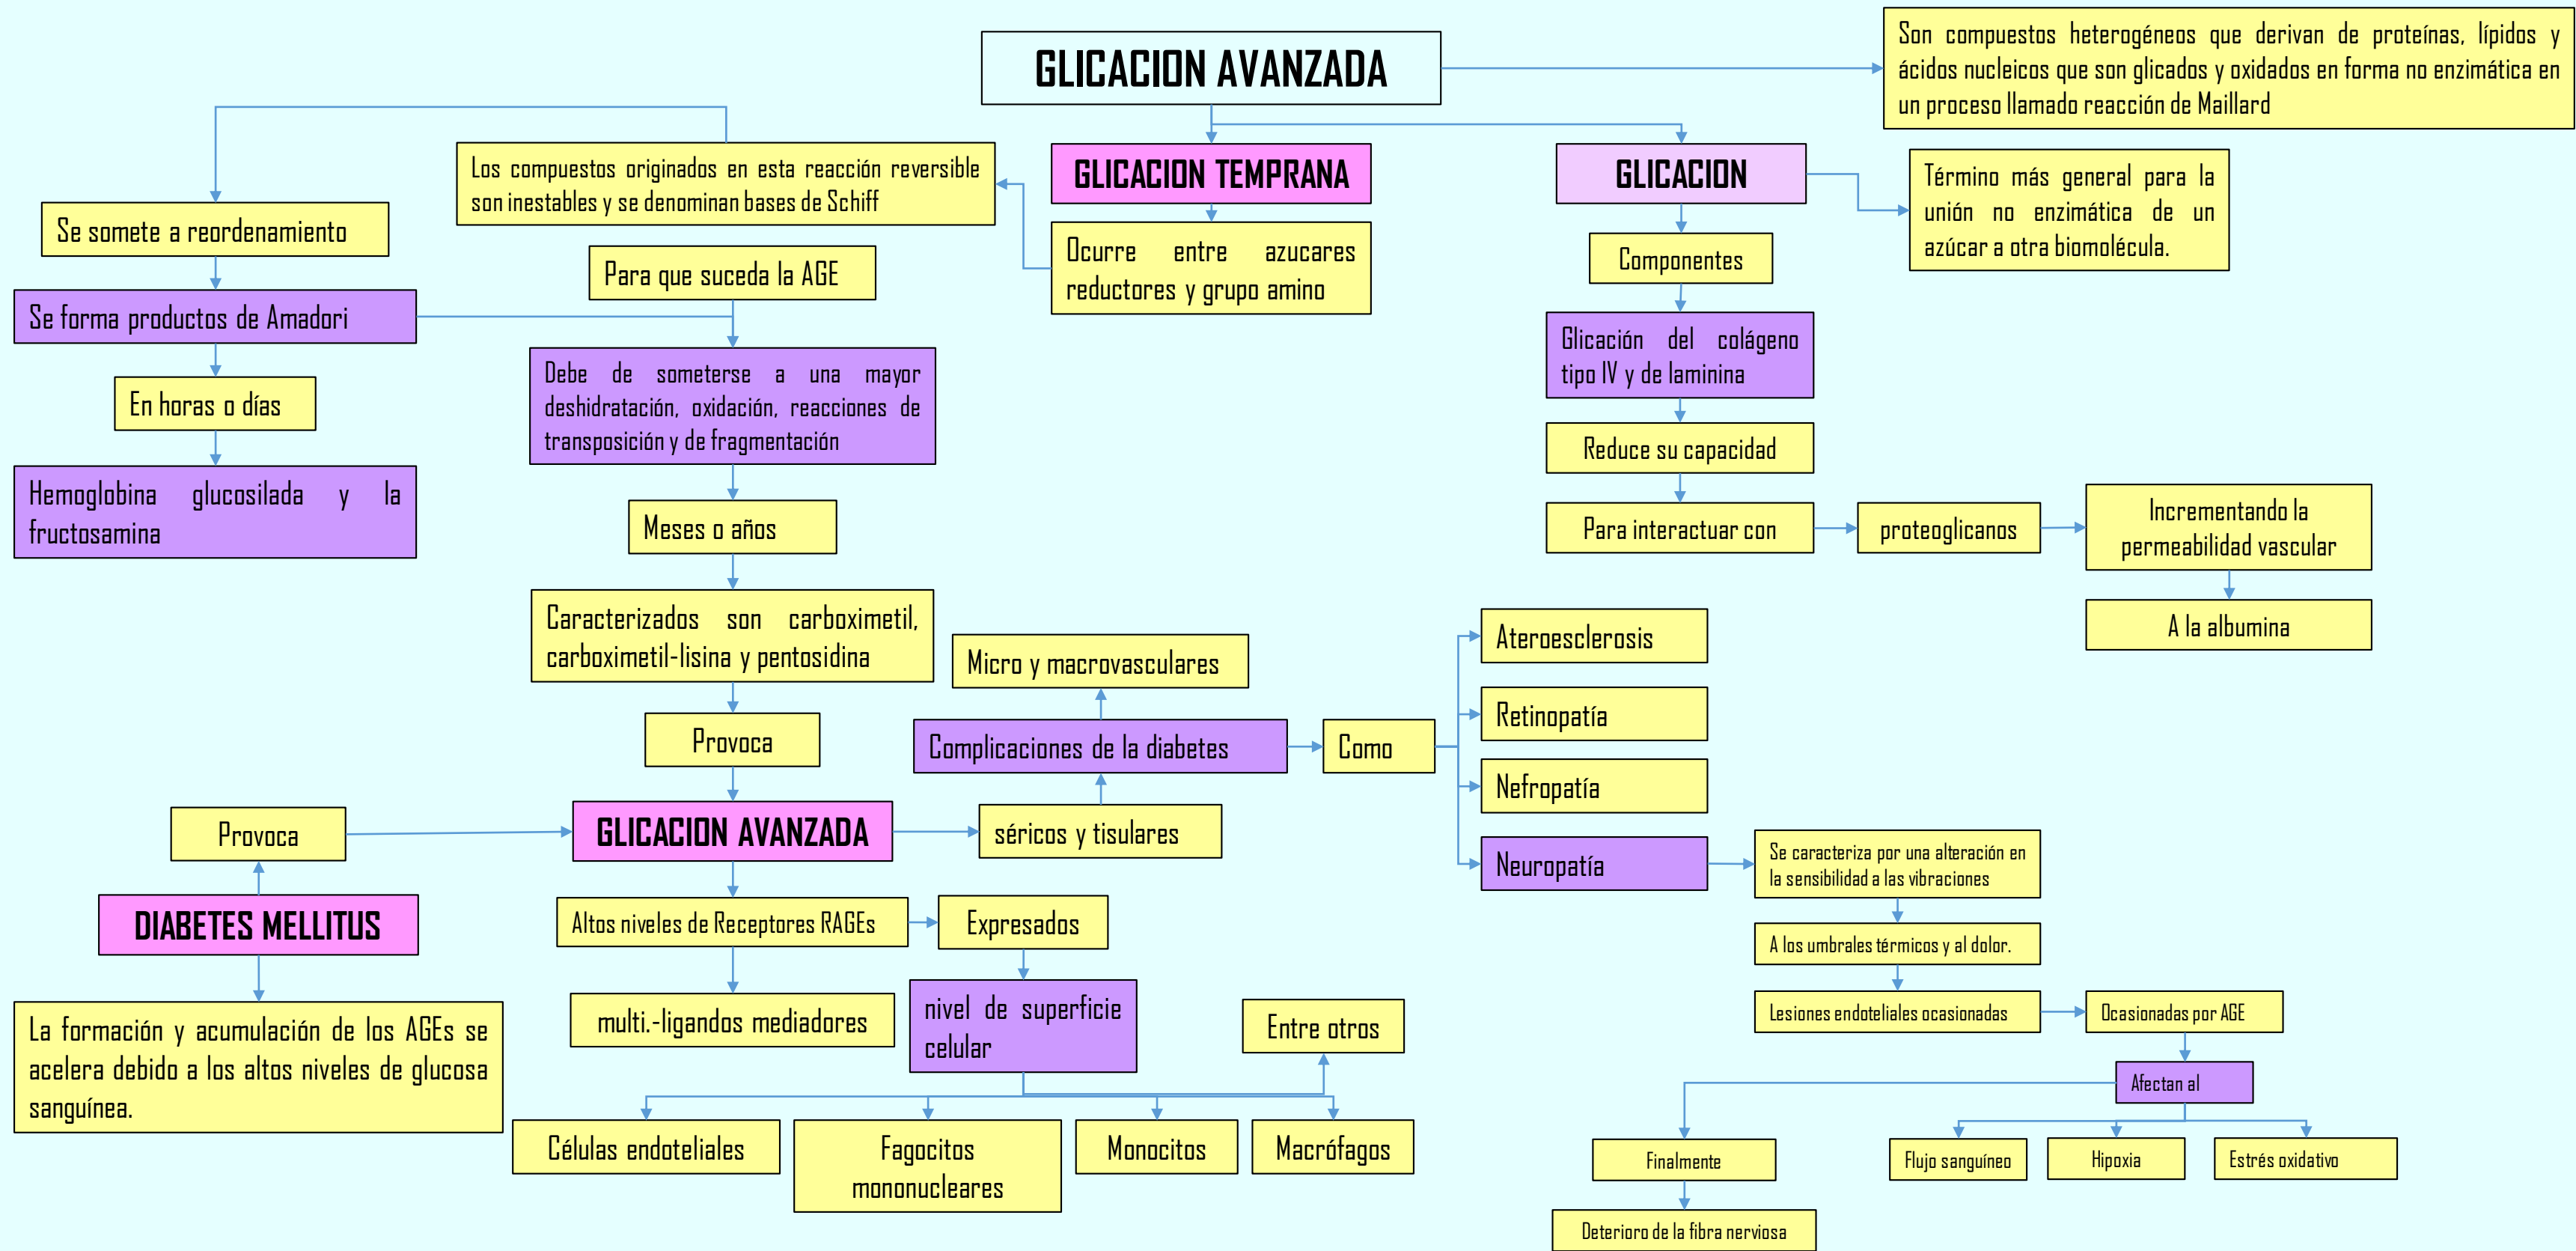 GLICACION AVANZADA
Son compuestos heterogéneos que derivan de proteínas, lípidos y
ácidos nucleicos que son glicados y oxidados en forma no enzimática en
un proceso llamado reacción de Maillard
GLICACION TEMPRANA
Ocurre entre azucares
reductores y grupo amino
Los compuestos originados en esta reacción reversible
son inestables y se denominan bases de Schiff
Se somete a reordenamiento
Se forma productos de Amadori
En horas o días
Hemoglobina glucosilada y la
fructosamina
Para que suceda la AGE
Debe de someterse a una mayor
deshidratación, oxidación, reacciones de
transposición y de fragmentación
Meses o años
Caracterizados son carboximetil,
carboximetil-lisina y pentosidina
Provoca
GLICACION
Término más general para la
unión no enzimática de un
azúcar a otra biomolécula.
Componentes
Glicación del colágeno
tipo IV y de laminina
Reduce su capacidad
Para interactuar con
proteoglicanos
Incrementando la
permeabilidad vascular
A la albumina
GLICACION AVANZADA
séricos y tisulares
Complicaciones de la diabetes
Micro y macrovasculares
Como
Ateroesclerosis
Retinopatía
Nefropatía
Neuropatía
Se caracteriza por una alteración en
la sensibilidad a las vibraciones
A los umbrales térmicos y al dolor.
Lesiones endoteliales ocasionadas
Ocasionadas por AGE
Afectan al
Flujo sanguíneo
Hipoxia
Estrés oxidativo
Finalmente
Deterioro de la fibra nerviosa
Provoca
DIABETES MELLITUS
La formación y acumulación de los AGEs se
acelera debido a los altos niveles de glucosa
sanguínea.
Altos niveles de Receptores RAGEs
multi.-ligandos mediadores
Expresados
nivel de superficie
celular
Entre otros
Células endoteliales
Fagocitos
mononucleares
Monocitos
Macrófagos